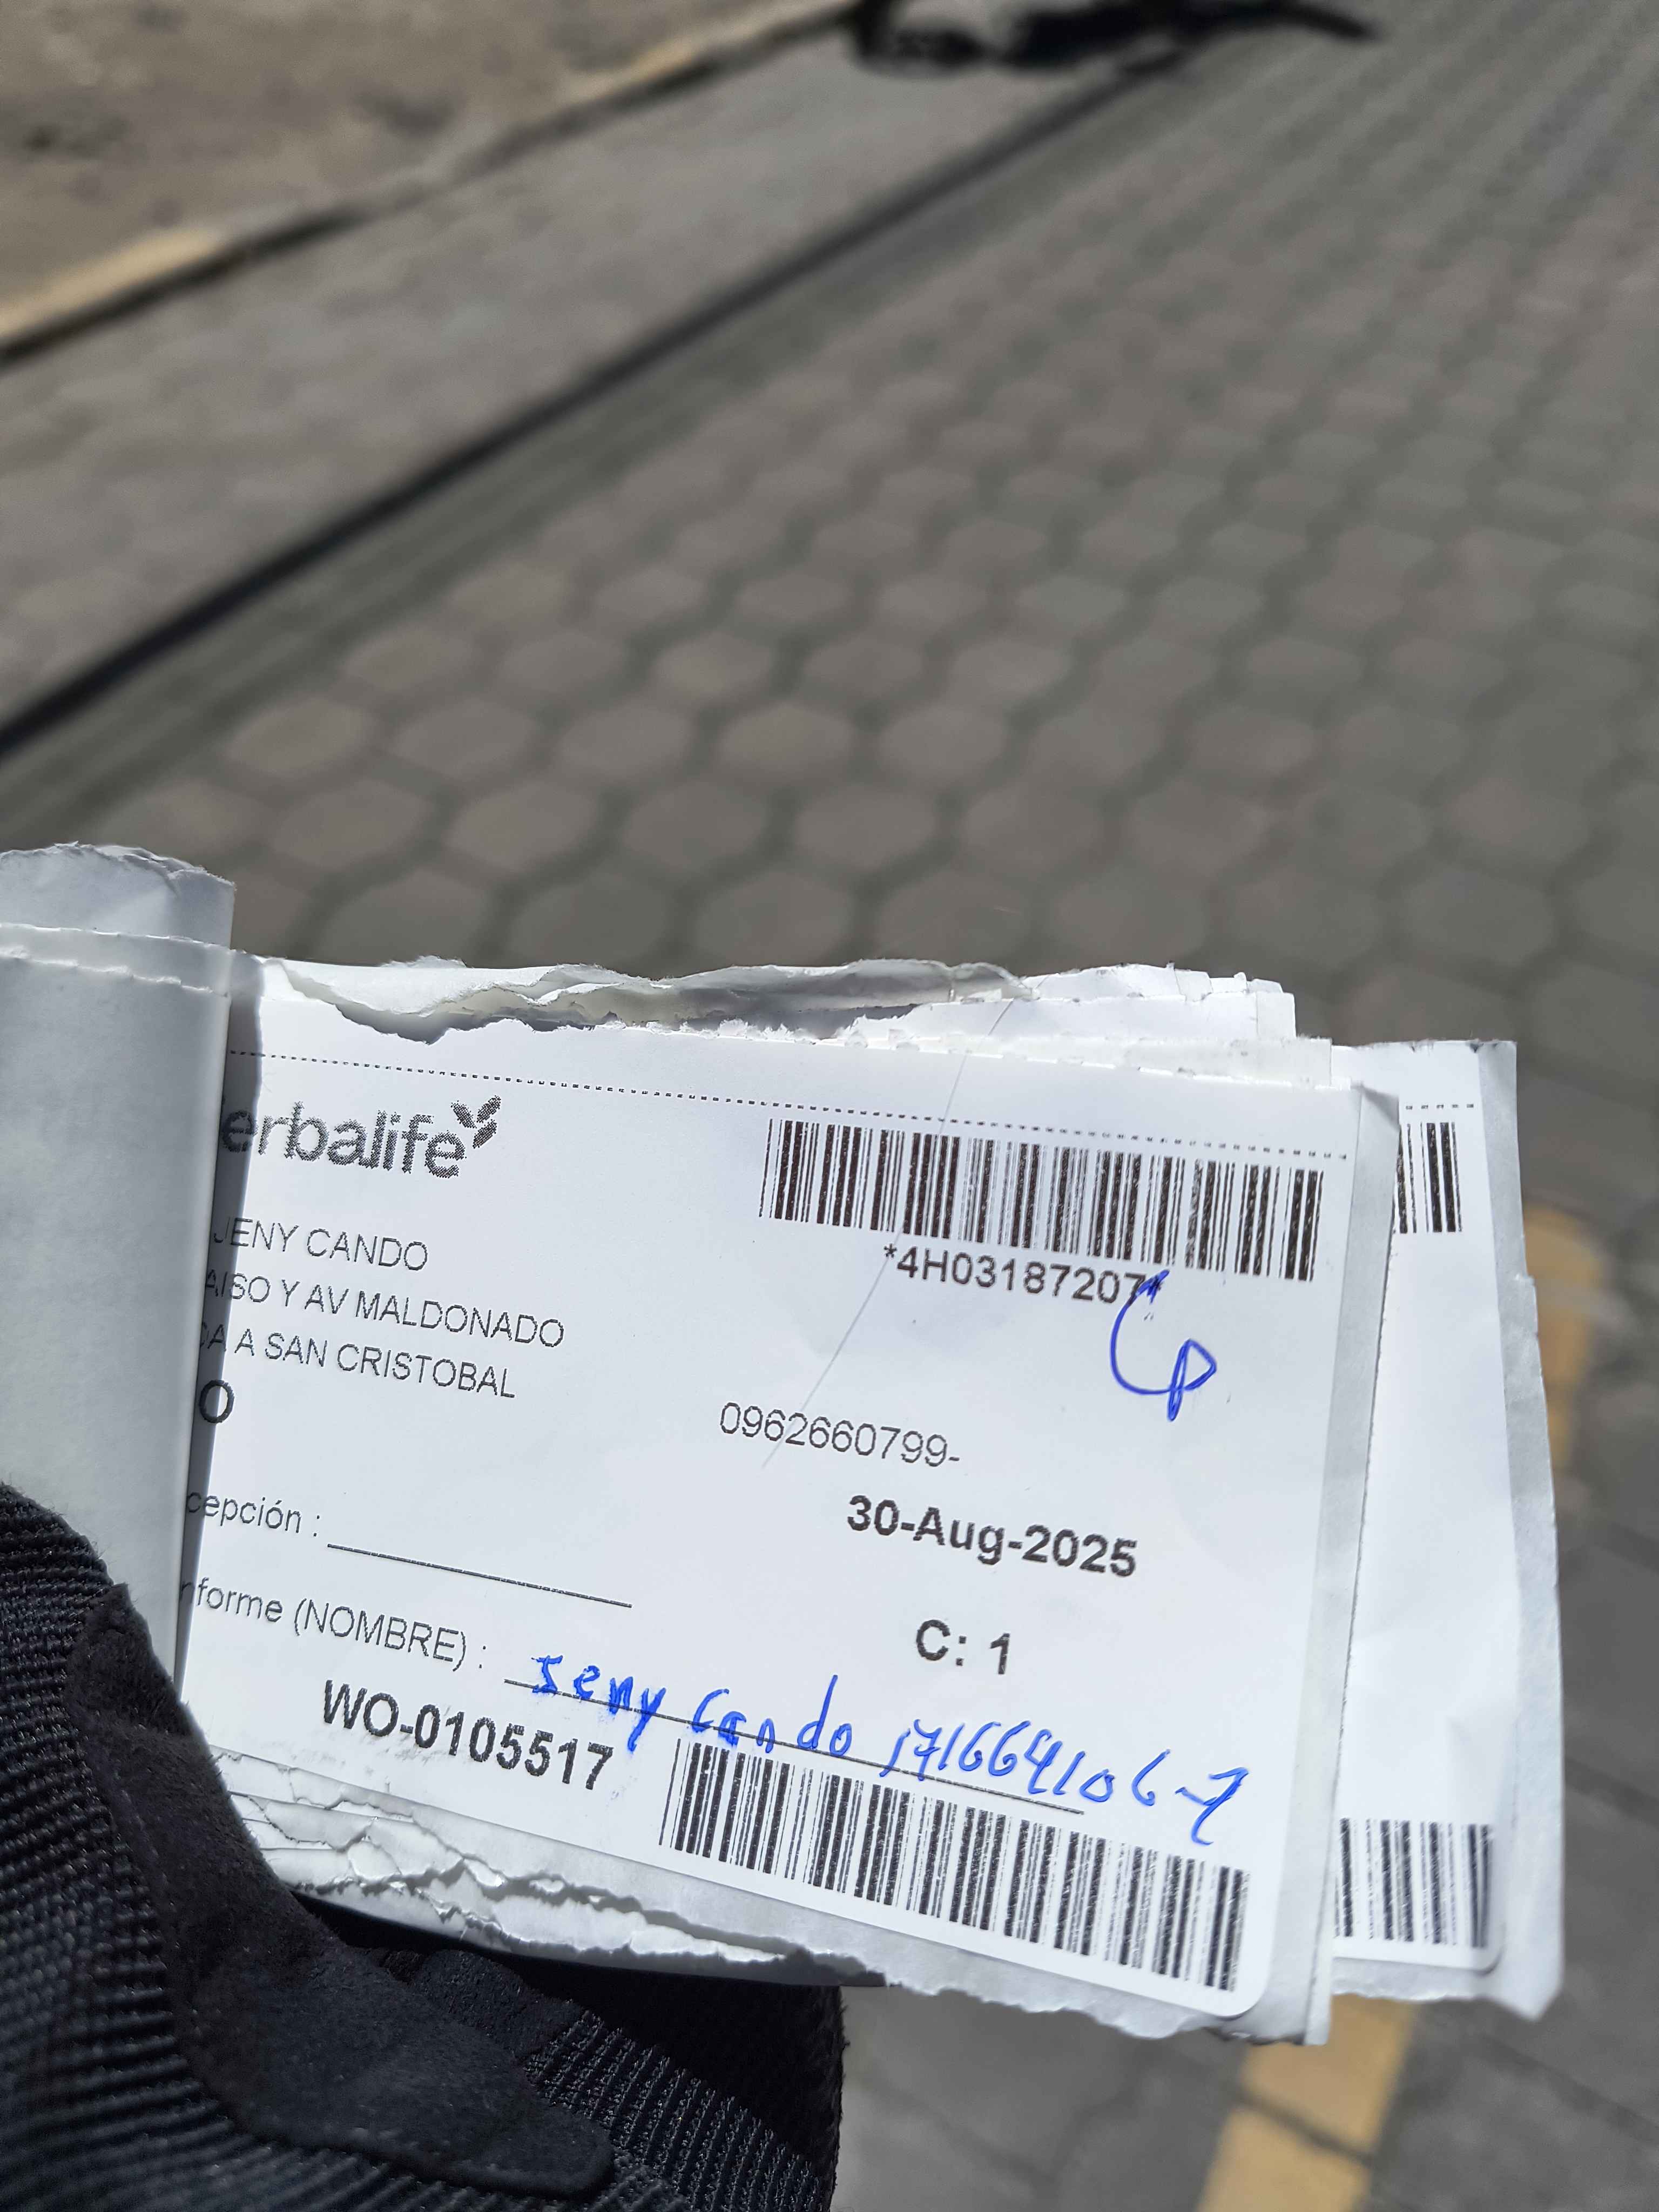 erbalife
*4H03187207*
JENY CANDO
AISO Y AV MALDONADO
DA A SAN CRISTOBAL
O
0962660799-
30-Aug-2025
cepción :
C: 1
nforme (NOMBRE) : Jeny Cando 171664106-7
WO-0105517